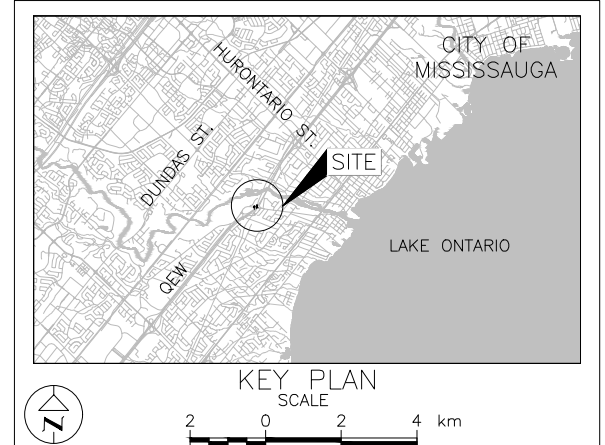 CITY OF
MISSISSAUGA
HURONTARIO ST.
DUNDAS ST.
SITE
LAKE ONTARIO
QEW
KEY PLAN
SCALE
N
2 0 2 4 km